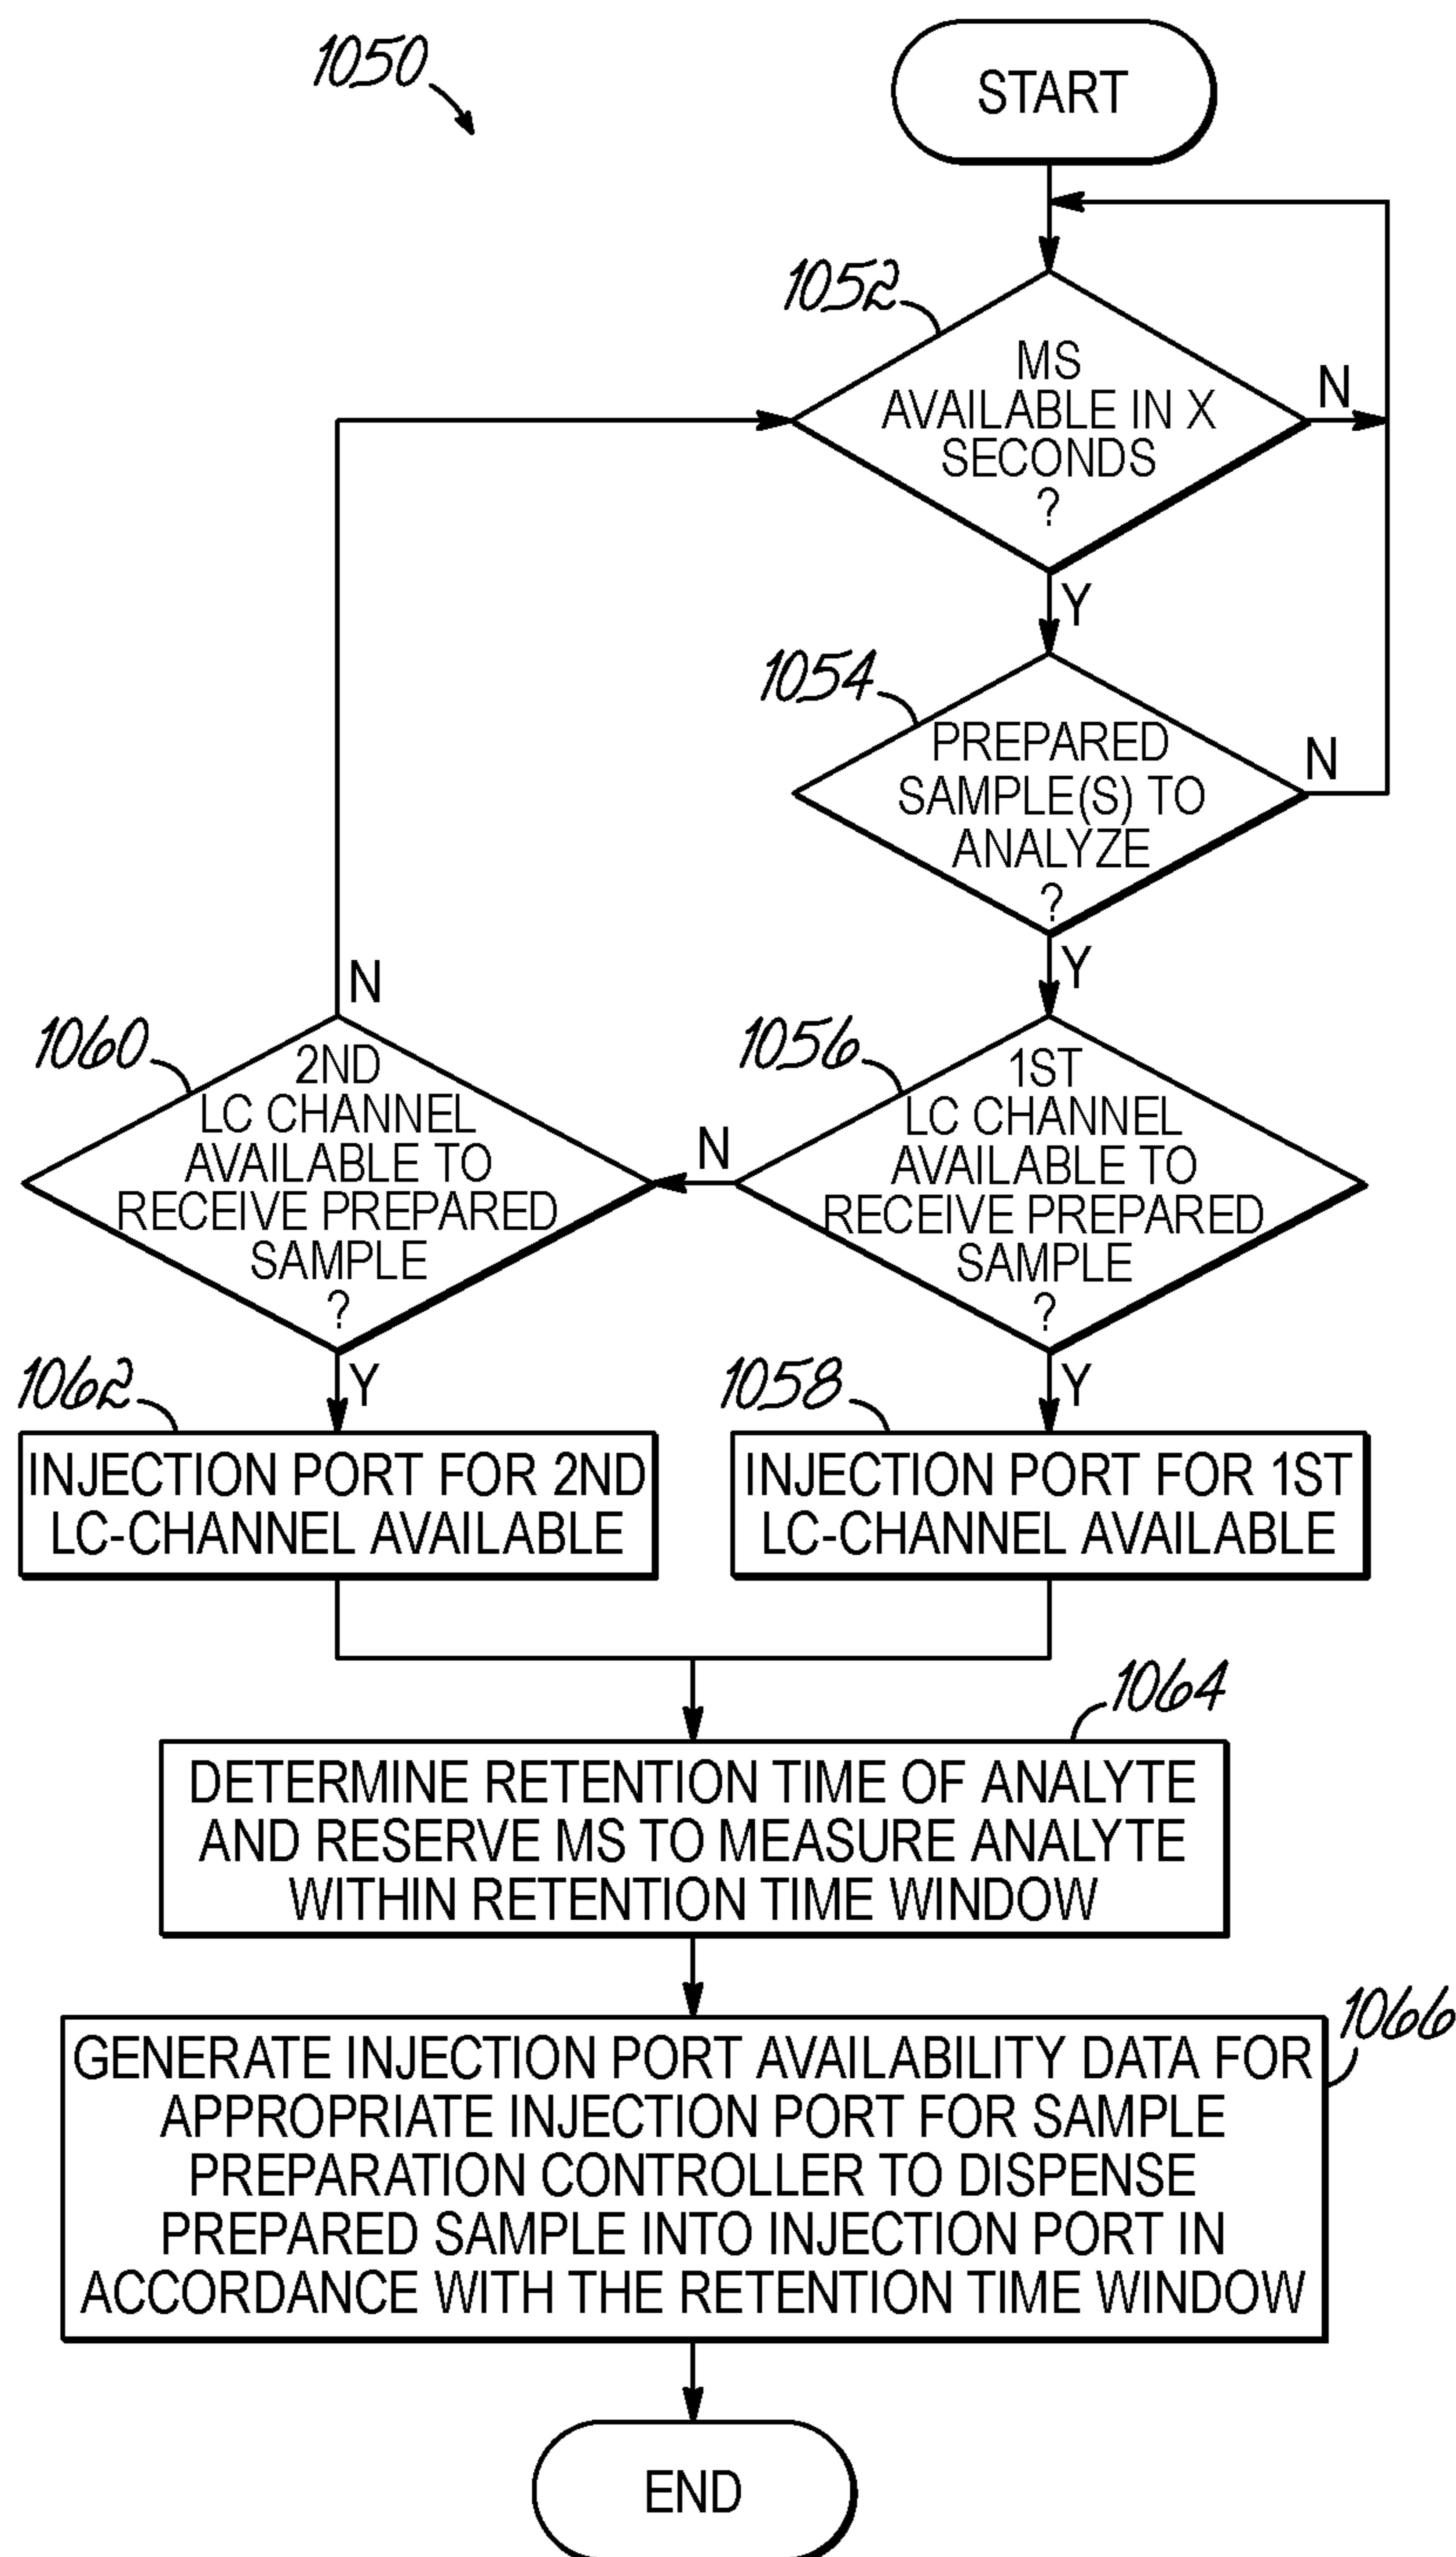 1050
START
1052
MS
AVAILABLE IN X
SECONDS
?
N
Y
1054
PREPARED
SAMPLE(S) TO
ANALYZE
?
N
Y
1056
1ST
LC CHANNEL
AVAILABLE TO
RECEIVE PREPARED
SAMPLE
?
N
Y
1060
2ND
LC CHANNEL
AVAILABLE TO
RECEIVE PREPARED
SAMPLE
?
N
Y
1062
INJECTION PORT FOR 2ND
LC-CHANNEL AVAILABLE
1058
INJECTION PORT FOR 1ST
LC-CHANNEL AVAILABLE
1064
DETERMINE RETENTION TIME OF ANALYTE
AND RESERVE MS TO MEASURE ANALYTE
WITHIN RETENTION TIME WINDOW
1066
GENERATE INJECTION PORT AVAILABILITY DATA FOR
APPROPRIATE INJECTION PORT FOR SAMPLE
PREPARATION CONTROLLER TO DISPENSE
PREPARED SAMPLE INTO INJECTION PORT IN
ACCORDANCE WITH THE RETENTION TIME WINDOW
END